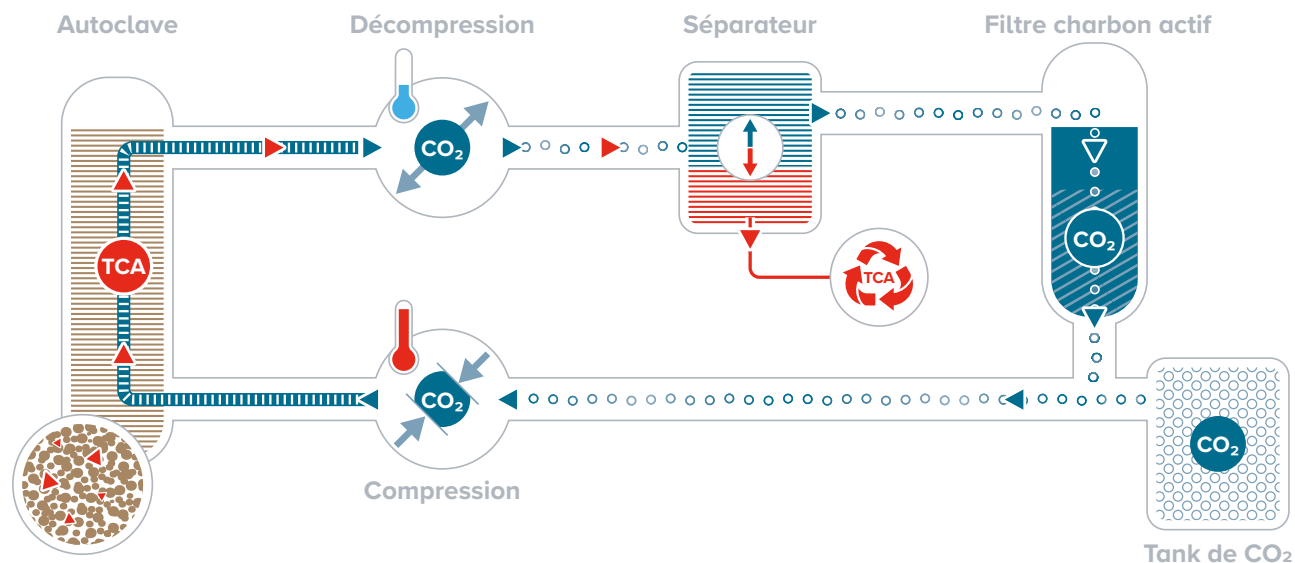 Autoclave
Décompression
Séparateur
Filtre charbon actif
CO₂
TCA
TCA
CO₂
CO₂
CO₂
Compression
Tank de CO₂